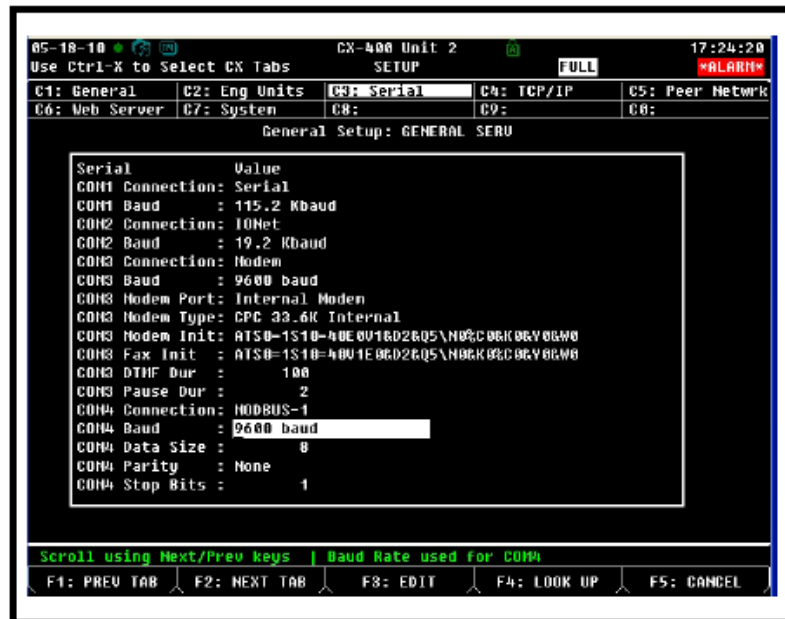 05-18-10 CX-400 Unit 2 17:24:20
Use Ctrl-X to Select CX Tabs SETUP FULL *ALARM*
C1: General C2: Eng Units C3: Serial C4: TCP/IP C5: Peer Netwrk
C6: Web Server C7: System C8: C9: C0:
General Setup: GENERAL SERV
Serial Value
COM1 Connection: Serial
COM1 Baud : 115.2 Kbaud
COM2 Connection: IONet
COM2 Baud : 19.2 Kbaud
COM3 Connection: Modem
COM3 Baud : 9600 baud
COM3 Modem Port: Internal Modem
COM3 Modem Type: CPC 33.6K Internal
COM3 Modem Init:
COM3 Fax Init :
COM3 DTMF Dur : 100
COM3 Pause Dur : 2
COM4 Connection: MODBUS-1
COM4 Baud : 9600 baud
COM4 Data Size : 8
COM4 Parity : None
COM4 Stop Bits : 1
Scroll using Next/Prev keys | Baud Rate used for COM4
F1: PREV TAB F2: NEXT TAB F3: EDIT F4: LOOK UP F5: CANCEL